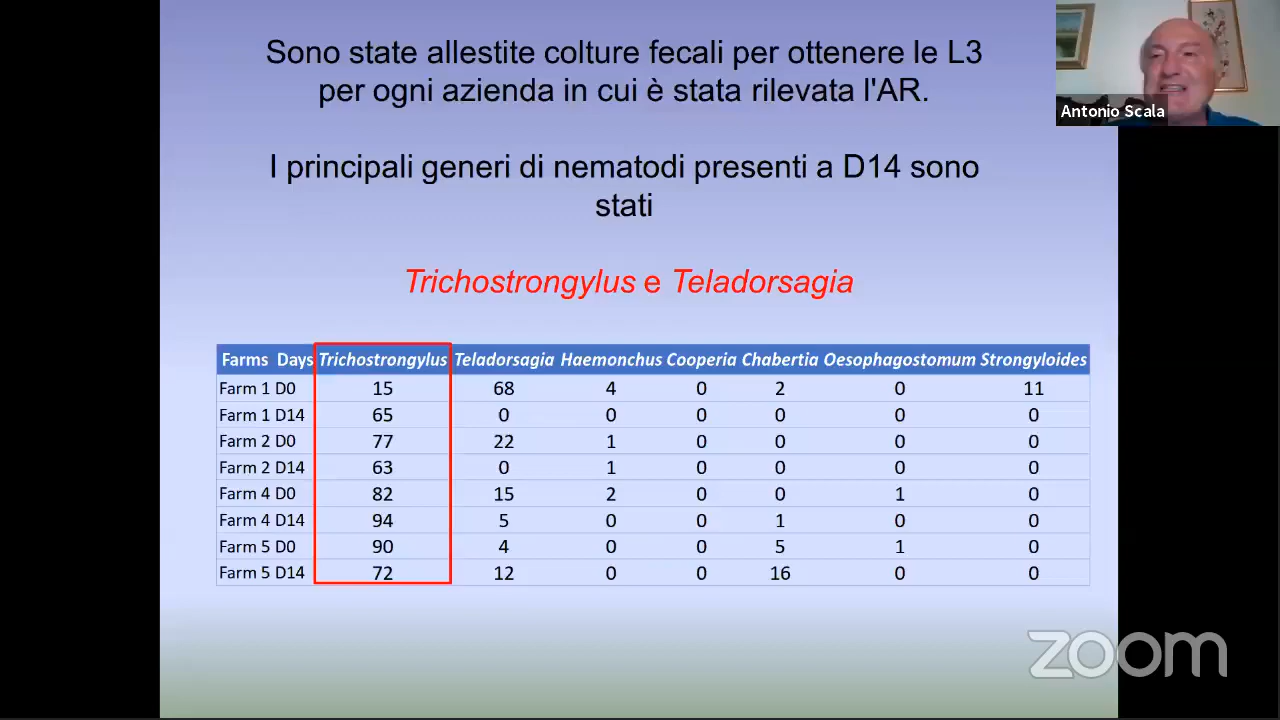 Sono state allestite colture fecali per ottenere le L3
per ogni azienda in cui è stata rilevata l'AR.
I principali generi di nematodi presenti a D14 sono
stati
Trichostrongylus e Teladorsagia
Farms Days Trichostrongylus Teladorsagia Haemonchus Cooperia Chabertia Oesophagostomum Strongyloides
Farm 1 D0 15 68 4 0 2 0 11
Farm 1 D14 65 0 0 0 0 0 0
Farm 2 D0 77 22 1 0 0 0 0
Farm 2 D14 63 0 1 0 0 0 0
Farm 4 D0 82 15 2 0 0 1 0
Farm 4 D14 94 5 0 0 1 0 0
Farm 5 D0 90 4 0 0 5 1 0
Farm 5 D14 72 12 0 0 16 0 0
Antonio Scala
zoom